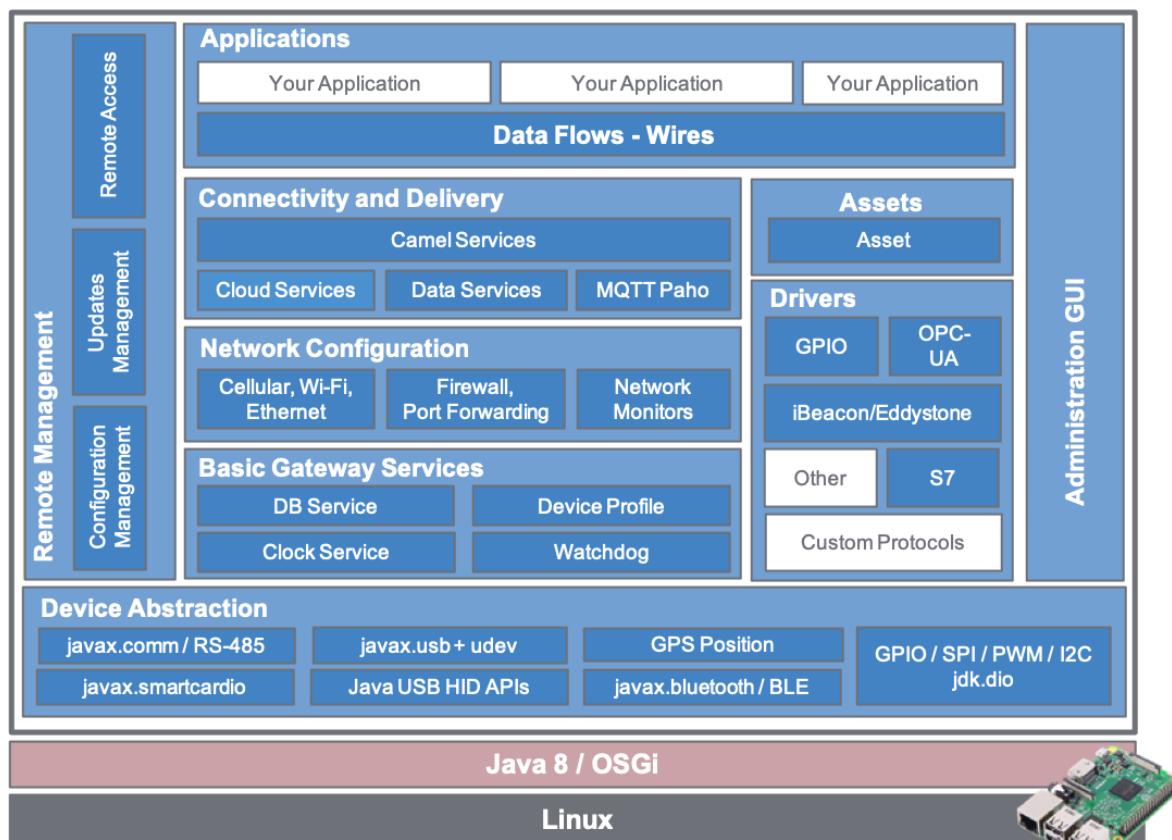 Remote Management
Remote Access
Updates
Management
Configuration
Management
Applications
Your Application
Your Application
Your Application
Data Flows - Wires
Connectivity and Delivery
Camel Services
Cloud Services
Data Services
MQTT Paho
Network Configuration
Cellular, Wi-Fi,
Ethernet
Firewall,
Port Forwarding
Network
Monitors
Basic Gateway Services
DB Service
Device Profile
Clock Service
Watchdog
Assets
Asset
Drivers
GPIO
OPC-
UA
iBeacon/Eddystone
Other
S7
Custom Protocols
Administration GUI
Device Abstraction
javax.comm / RS-485
javax.usb + udev
GPS Position
GPIO / SPI / PWM / I2C
jdk.dio
javax.smartcardio
Java USB HID APIs
javax.bluetooth / BLE
Java 8 / OSGi
Linux